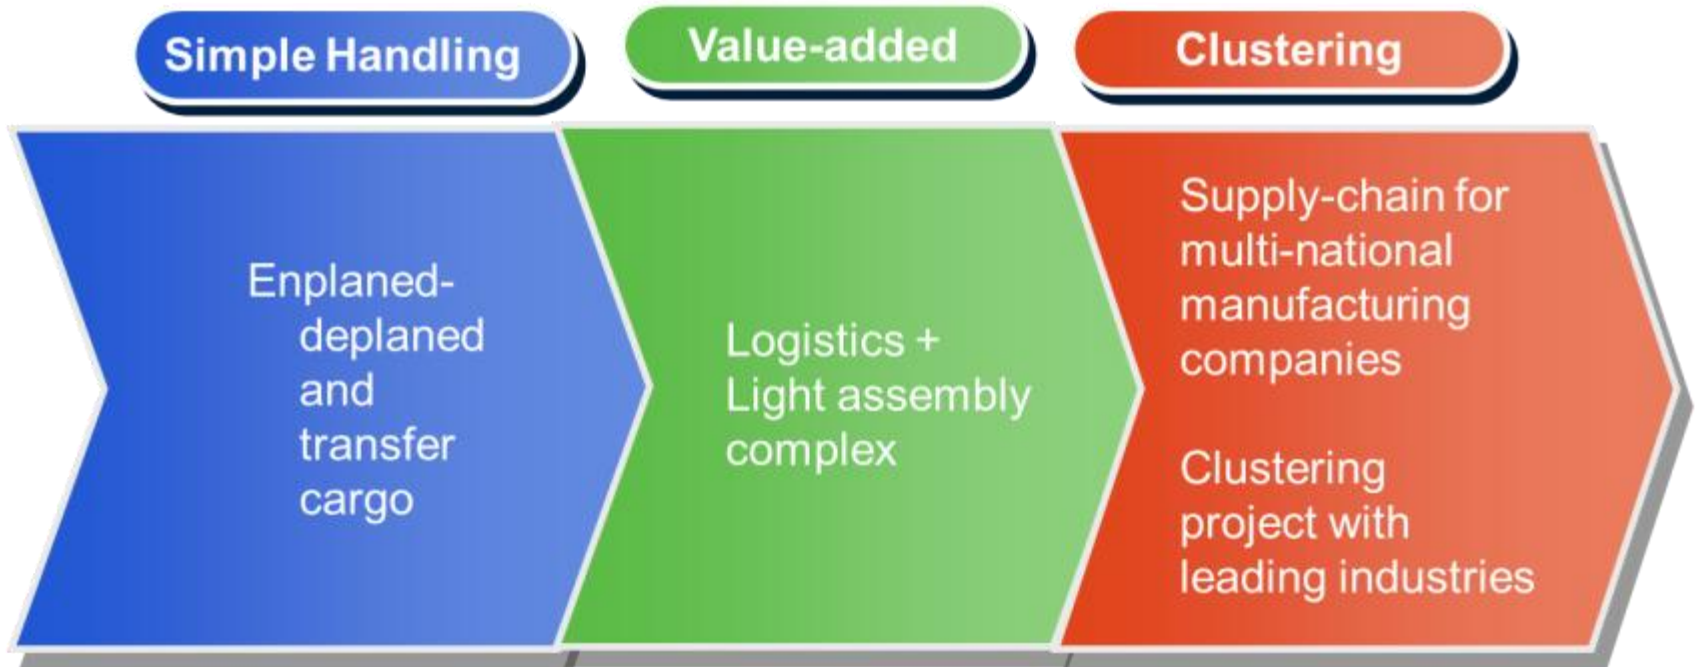 Simple Handling
Value-added
Clustering
Enplaned-
deplaned
and
transfer
cargo
Logistics +
Light assembly
complex
Supply-chain for
multi-national
manufacturing
companies
Clustering
project with
leading industries